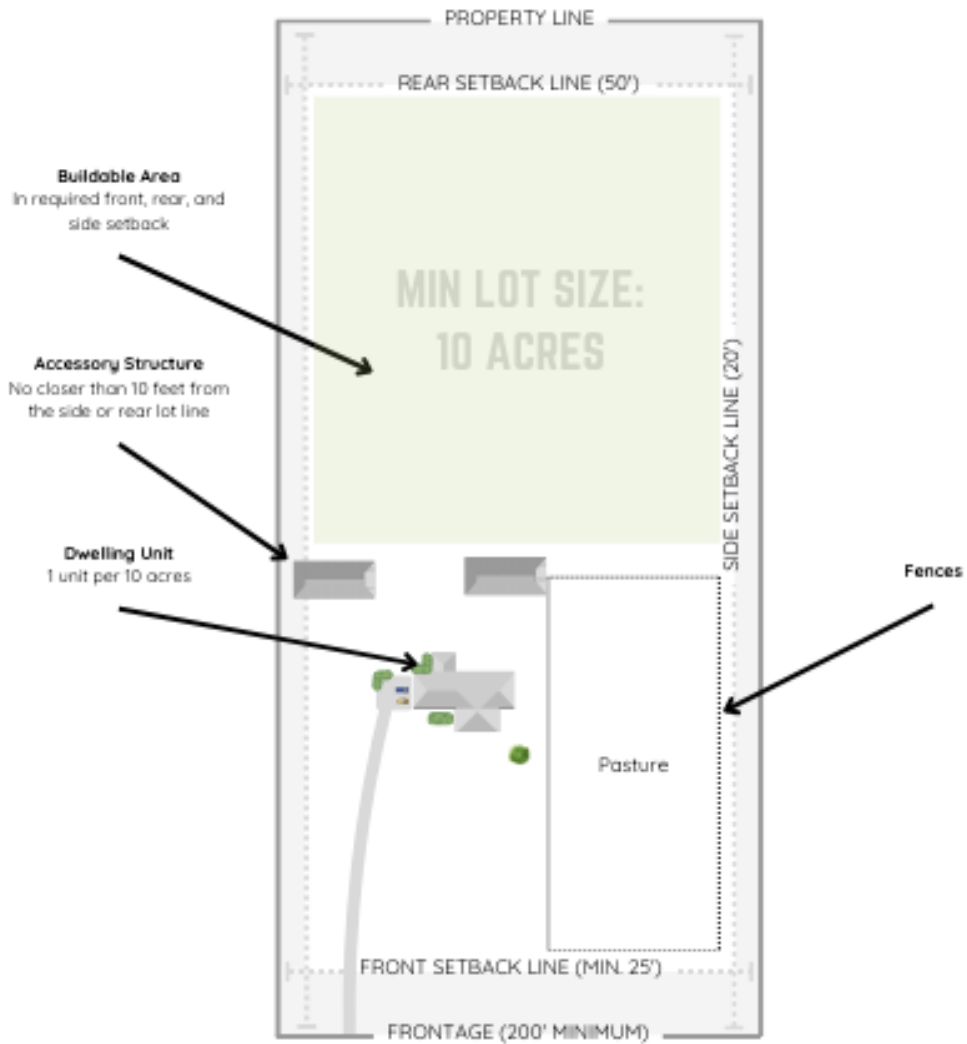 PROPERTY LINE
REAR SETBACK LINE (50')
Buildable Area
In required front, rear, and
side setback
MIN LOT SIZE:
10 ACRES
Accessory Structure
No closer than 10 feet from
the side or rear lot line
SIDE SETBACK LINE (20')
Dwelling Unit
1 unit per 10 acres
Fences
Pasture
FRONT SETBACK LINE (MIN. 25')
FRONTAGE (200' MINIMUM)